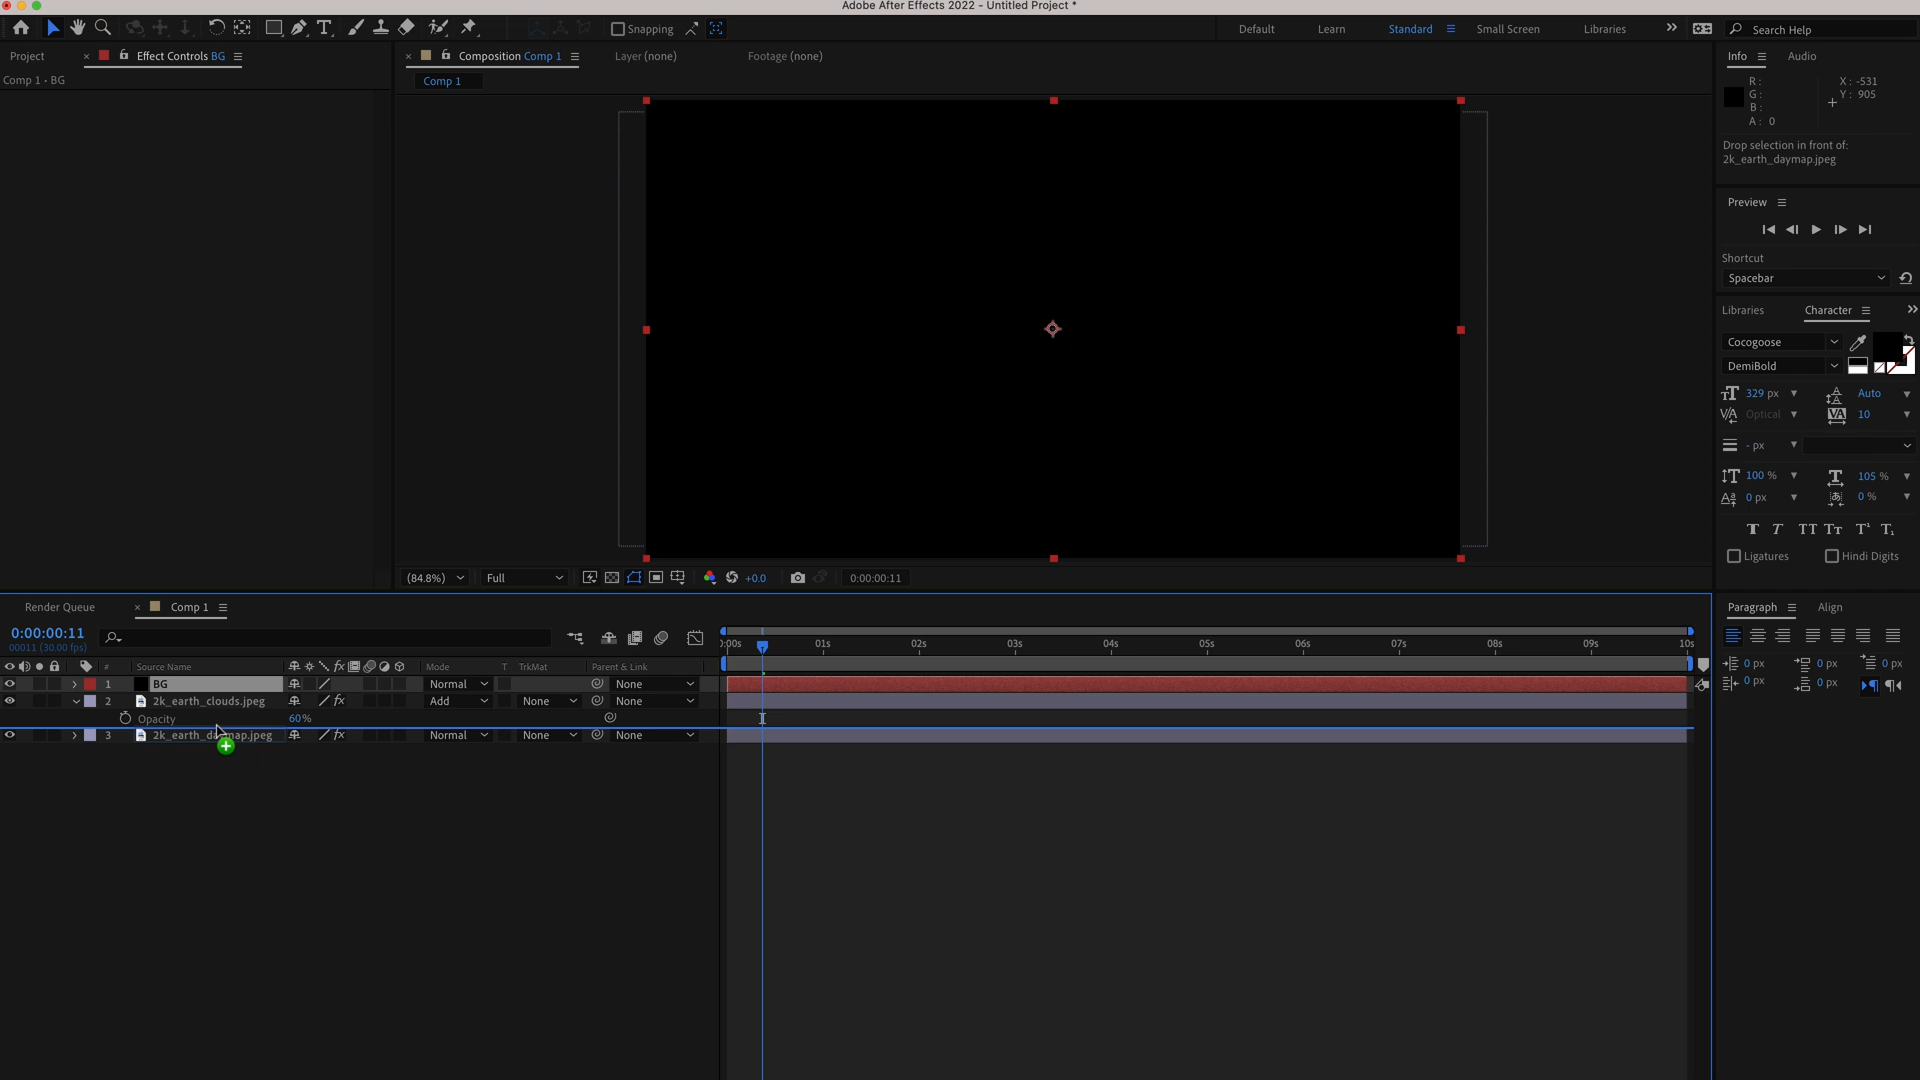 Adobe After Effects 2022 - Untitled Project *
Snapping
Default
Learn
Standard
Small Screen
Libraries
Search Help
Project
Effect Controls BG
Composition Comp 1
Layer (none)
Footage (none)
Info
Audio
Comp 1 • BG
Comp 1
R :
G :
B :
A : 0
X : -531
Y : 905
Drop selection in front of:
2k_earth_daymap.jpeg
Preview
Shortcut
Spacebar
Libraries
Character
Cocogoose
DemiBold
329 px
Auto
Optical
10
- px
100 %
105 %
0 px
0 %
Ligatures
Hindi Digits
(84.8%)
Full
+0.0
0:00:00:11
Render Queue
Comp 1
Paragraph
Align
0:00:00:11
00011 (30.00 fps)
:00s 01s 02s 03s 04s 05s 06s 07s 08s 09s 10s
0 px 0 px 0 px
0 px 0 px
# Source Name Mode T TrkMat Parent & Link
1 BG Normal None
2 2k_earth_clouds.jpeg Add None None
Opacity 60%
3 2k_earth_daymap.jpeg Normal None None